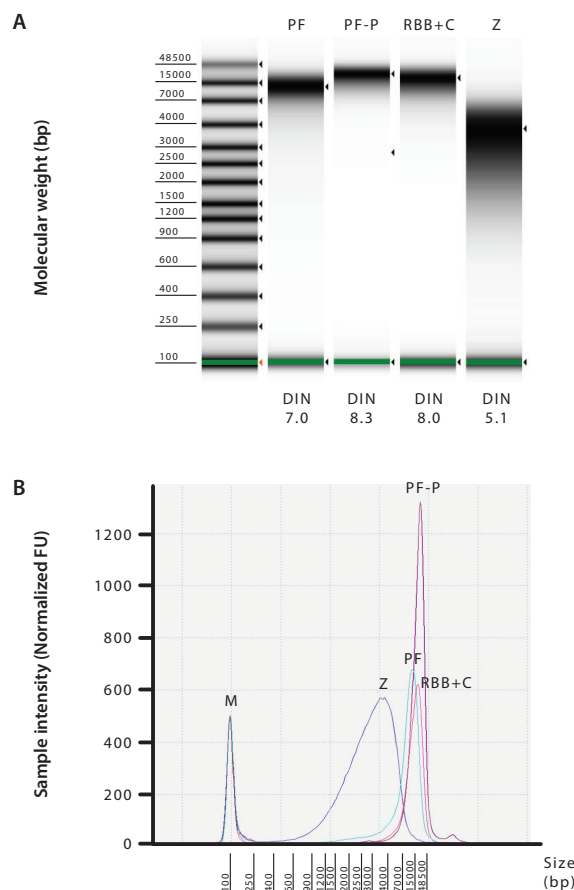 A
PF PF-P RBB+C Z
Molecular weight (bp)
48500
15000
7000
4000
3000
2500
2000
1500
1200
900
600
400
250
100
DIN DIN DIN DIN
7.0 8.3 8.0 5.1
B
PF-P
1200
1000
800
PF
Z RBB+C
600
M
400
200
0
Sample intensity (Normalized FU)
100 250 400 600 900 1200 1500 2000 2500 3000 4000 7000 15000 48500
Size
(bp)